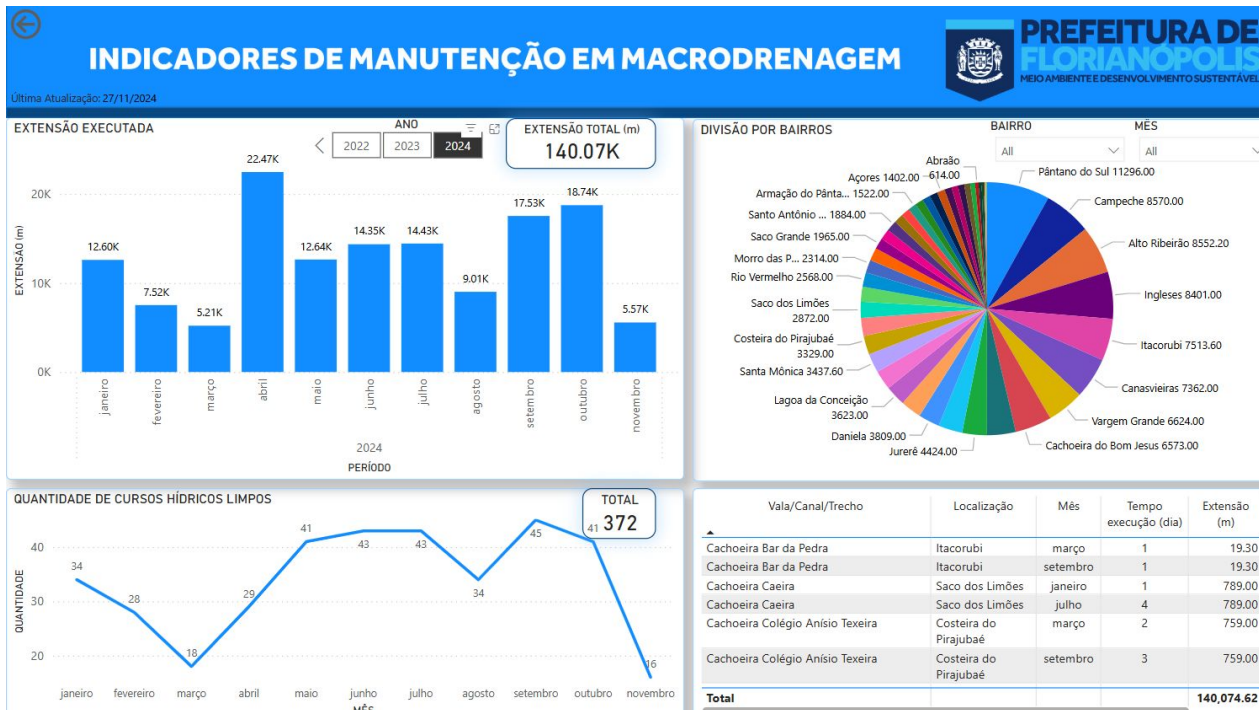 INDICADORES DE MANUTENÇÃO EM MACRODRENAGEM
Última Atualização: 27/11/2024
PREFEITURA DE
FLORIANÓPOLIS
MEIO AMBIENTE E DESENVOLVIMENTO SUSTENTÁVEL
EXTENSÃO EXECUTADA
ANO
2022 2023 2024
EXTENSÃO TOTAL (m)
140.07K
EXTENSÃO (m)
20K
10K
0K
12.60K
7.52K
5.21K
22.47K
12.64K
14.35K
14.43K
9.01K
17.53K
18.74K
5.57K
janeiro
fevereiro
março
abril
maio
junho
julho
agosto
setembro
outubro
novembro
2024
PERÍODO
DIVISÃO POR BAIRROS
BAIRRO
All
MÊS
All
Pântano do Sul 11296.00
Campeche 8570.00
Alto Ribeirão 8552.20
Ingleses 8401.00
Itacorubi 7513.60
Canasvieiras 7362.00
Vargem Grande 6624.00
Cachoeira do Bom Jesus 6573.00
Jurerê 4424.00
Daniela 3809.00
Lagoa da Conceição
3623.00
Santa Mônica 3437.60
Costeira do Pirajubaé
3329.00
Saco dos Limões
2872.00
Rio Vermelho 2568.00
Morro das P... 2314.00
Saco Grande 1965.00
Santo Antônio ... 1884.00
Armação do Pânta... 1522.00
Açores 1402.00
Abraão
614.00
QUANTIDADE DE CURSOS HÍDRICOS LIMPOS
TOTAL
372
QUANTIDADE
40
30
20
34
28
18
29
41
43
43
34
45
41
16
janeiro fevereiro março abril maio junho julho agosto setembro outubro novembro
MÊS
Vala/Canal/Trecho Localização Mês Tempo execução (dia) Extensão (m)
Cachoeira Bar da Pedra Itacorubi março 1 19.30
Cachoeira Bar da Pedra Itacorubi setembro 1 19.30
Cachoeira Caeira Saco dos Limões janeiro 1 789.00
Cachoeira Caeira Saco dos Limões julho 4 789.00
Cachoeira Colégio Anísio Texeira Costeira do Pirajubaé março 2 759.00
Cachoeira Colégio Anísio Texeira Costeira do Pirajubaé setembro 3 759.00
Total 140,074.62